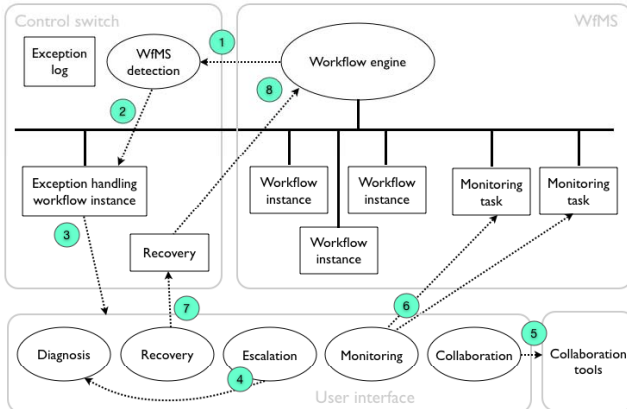 Control switch
WfMS
Exception
log
WfMS
detection
1
Workflow engine
8
2
Exception handling
workflow instance
Workflow
instance
Workflow
instance
Monitoring
task
Monitoring
task
3
Recovery
Workflow
instance
7
6
5
Diagnosis
Recovery
Escalation
Monitoring
Collaboration
Collaboration
tools
4
User interface